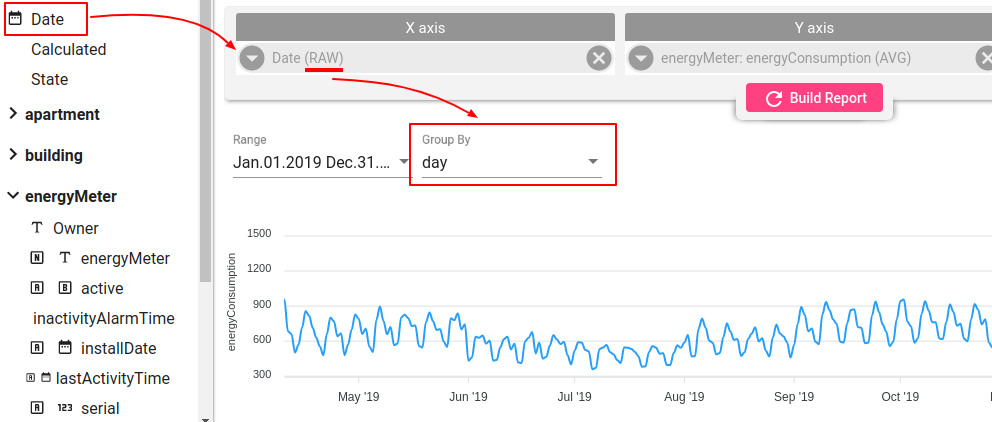 Date
Calculated
State
apartment
building
energyMeter
Owner
N T energyMeter
A B active
inactivityAlarmTime
A installDate
A lastActivityTime
A 123 serial
X axis
Date (RAW)
Y axis
energyMeter: energyConsumption (AVG)
Build Report
Range
Jan.01.2019 Dec.31....
Group By
day
energyConsumption
1500
1200
900
600
300
May '19
Jun '19
Jul '19
Aug '19
Sep '19
Oct '19